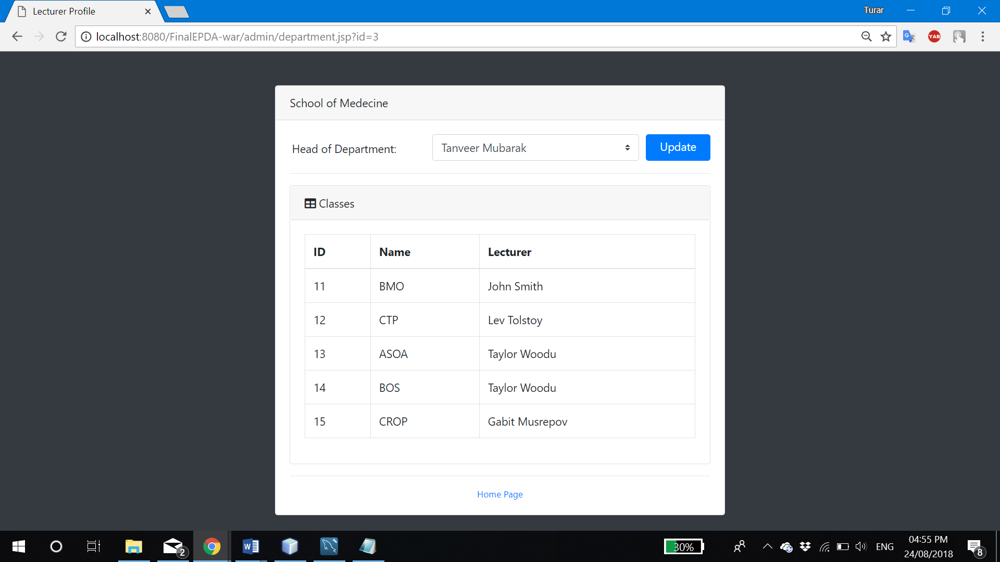 Lecturer Profile
Turar
localhost:8080/FinalEPDA-war/admin/department.jsp?id=3
YAB
School of Medecine
Head of Department:
Tanveer Mubarak
Update
Classes
ID Name Lecturer
11 BMO John Smith
12 CTP Lev Tolstoy
13 ASOA Taylor Woodu
14 BOS Taylor Woodu
15 CROP Gabit Musrepov
Home Page
2
30%
ENG
04:55 PM
24/08/2018
8